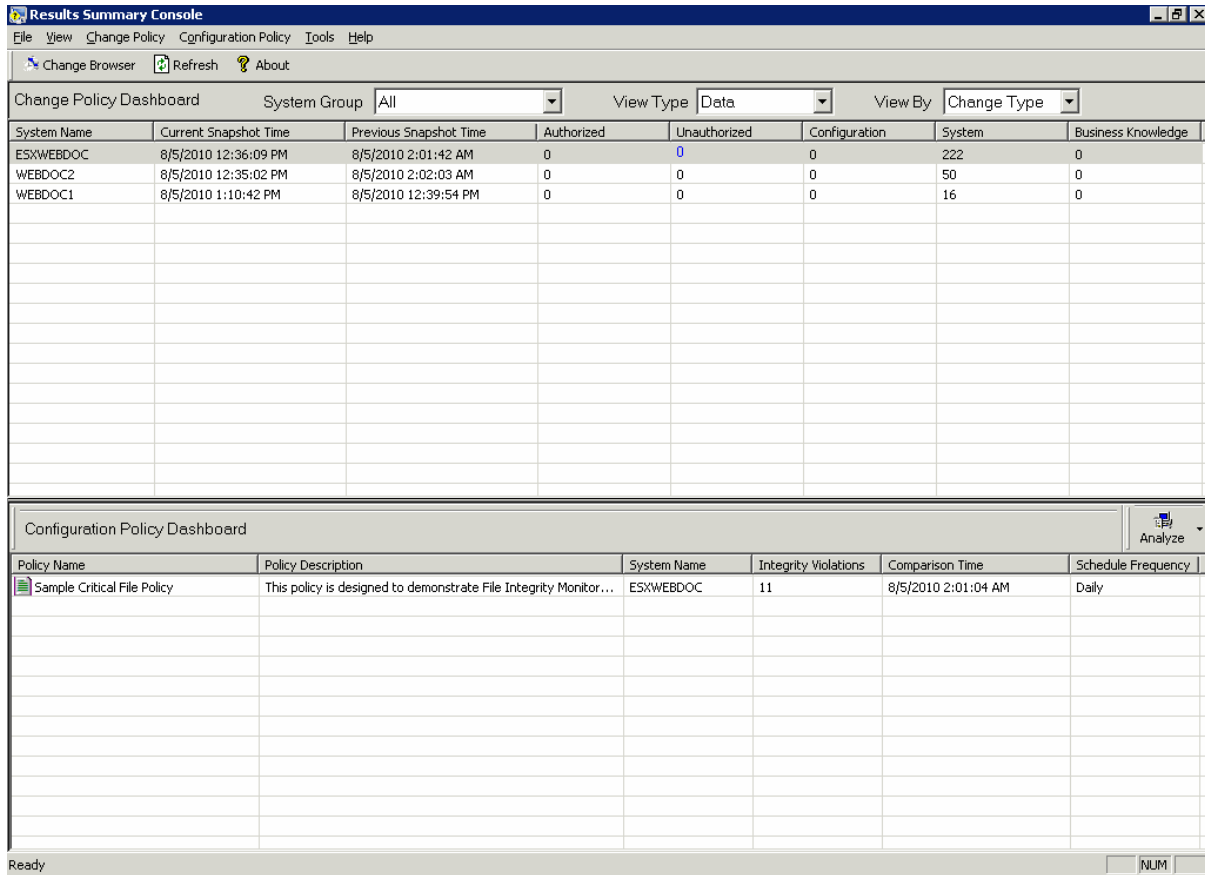 Results Summary Console
File View Change Policy Configuration Policy Tools Help
Change Browser Refresh About
Change Policy Dashboard System Group All View Type Data View By Change Type
System Name Current Snapshot Time Previous Snapshot Time Authorized Unauthorized Configuration System Business Knowledge
ESXWEBDOC 8/5/2010 12:36:09 PM 8/5/2010 2:01:42 AM 0 0 0 222 0
WEBDOC2 8/5/2010 12:35:02 PM 8/5/2010 2:02:03 AM 0 0 0 50 0
WEBDOC1 8/5/2010 1:10:42 PM 8/5/2010 12:39:54 PM 0 0 0 16 0
Configuration Policy Dashboard Analyze
Policy Name Policy Description System Name Integrity Violations Comparison Time Schedule Frequency
Sample Critical File Policy This policy is designed to demonstrate File Integrity Monitor... ESXWEBDOC 11 8/5/2010 2:01:04 AM Daily
Ready NUM